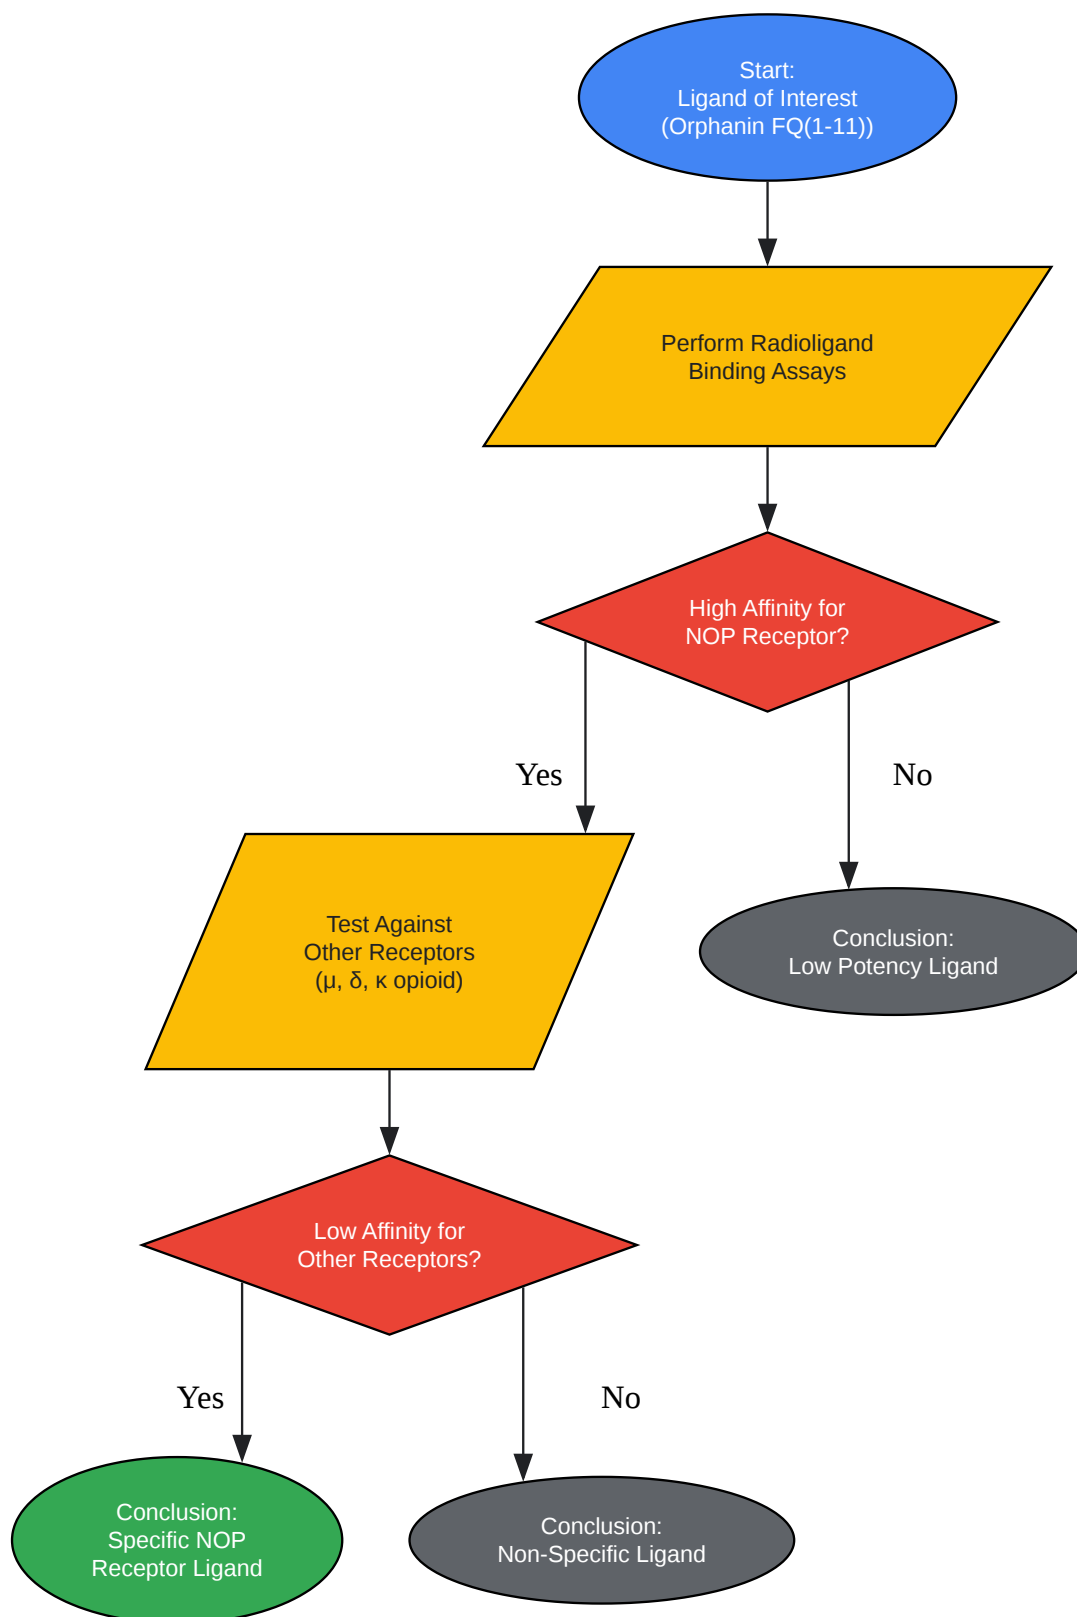 Start:
Ligand of Interest
(Orphanin FQ(1-11))
Perform Radioligand
Binding Assays
High Affinity for
NOP Receptor?
Yes
No
Test Against
Other Receptors
(μ, δ, κ opioid)
Conclusion:
Low Potency Ligand
Low Affinity for
Other Receptors?
Yes
No
Conclusion:
Specific NOP
Receptor Ligand
Conclusion:
Non-Specific Ligand